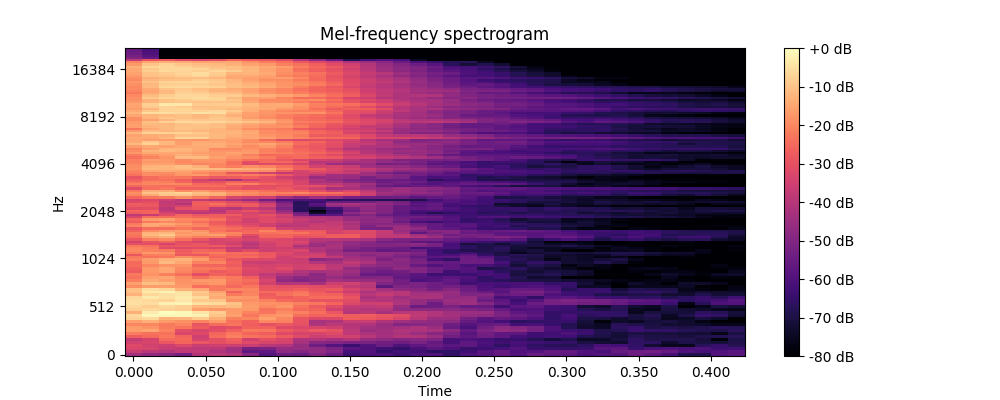 Mel-frequency spectrogram
Hz
16384
8192
4096
2048
1024
512
0
0.000 0.050 0.100 0.150 0.200 0.250 0.300 0.350 0.400
Time
+0 dB
-10 dB
-20 dB
-30 dB
-40 dB
-50 dB
-60 dB
-70 dB
-80 dB